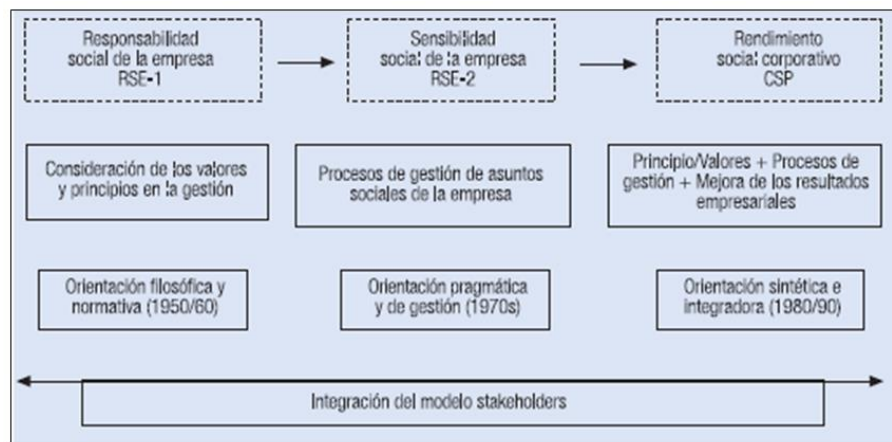 Responsabilidad
social de la empresa
RSE-1
Sensibilidad
social de la empresa
RSE-2
Rendimiento
social corporativo
CSP
Consideración de los valores
y principios en la gestión
Procesos de gestión de asuntos
sociales de la empresa
Principio/Valores + Procesos de
gestión + Mejora de los resultados
empresariales
Orientación filosófica y
normativa (1950/60)
Orientación pragmática
y de gestión (1970s)
Orientación sintética e
integradora (1980/90)
Integración del modelo stakeholders